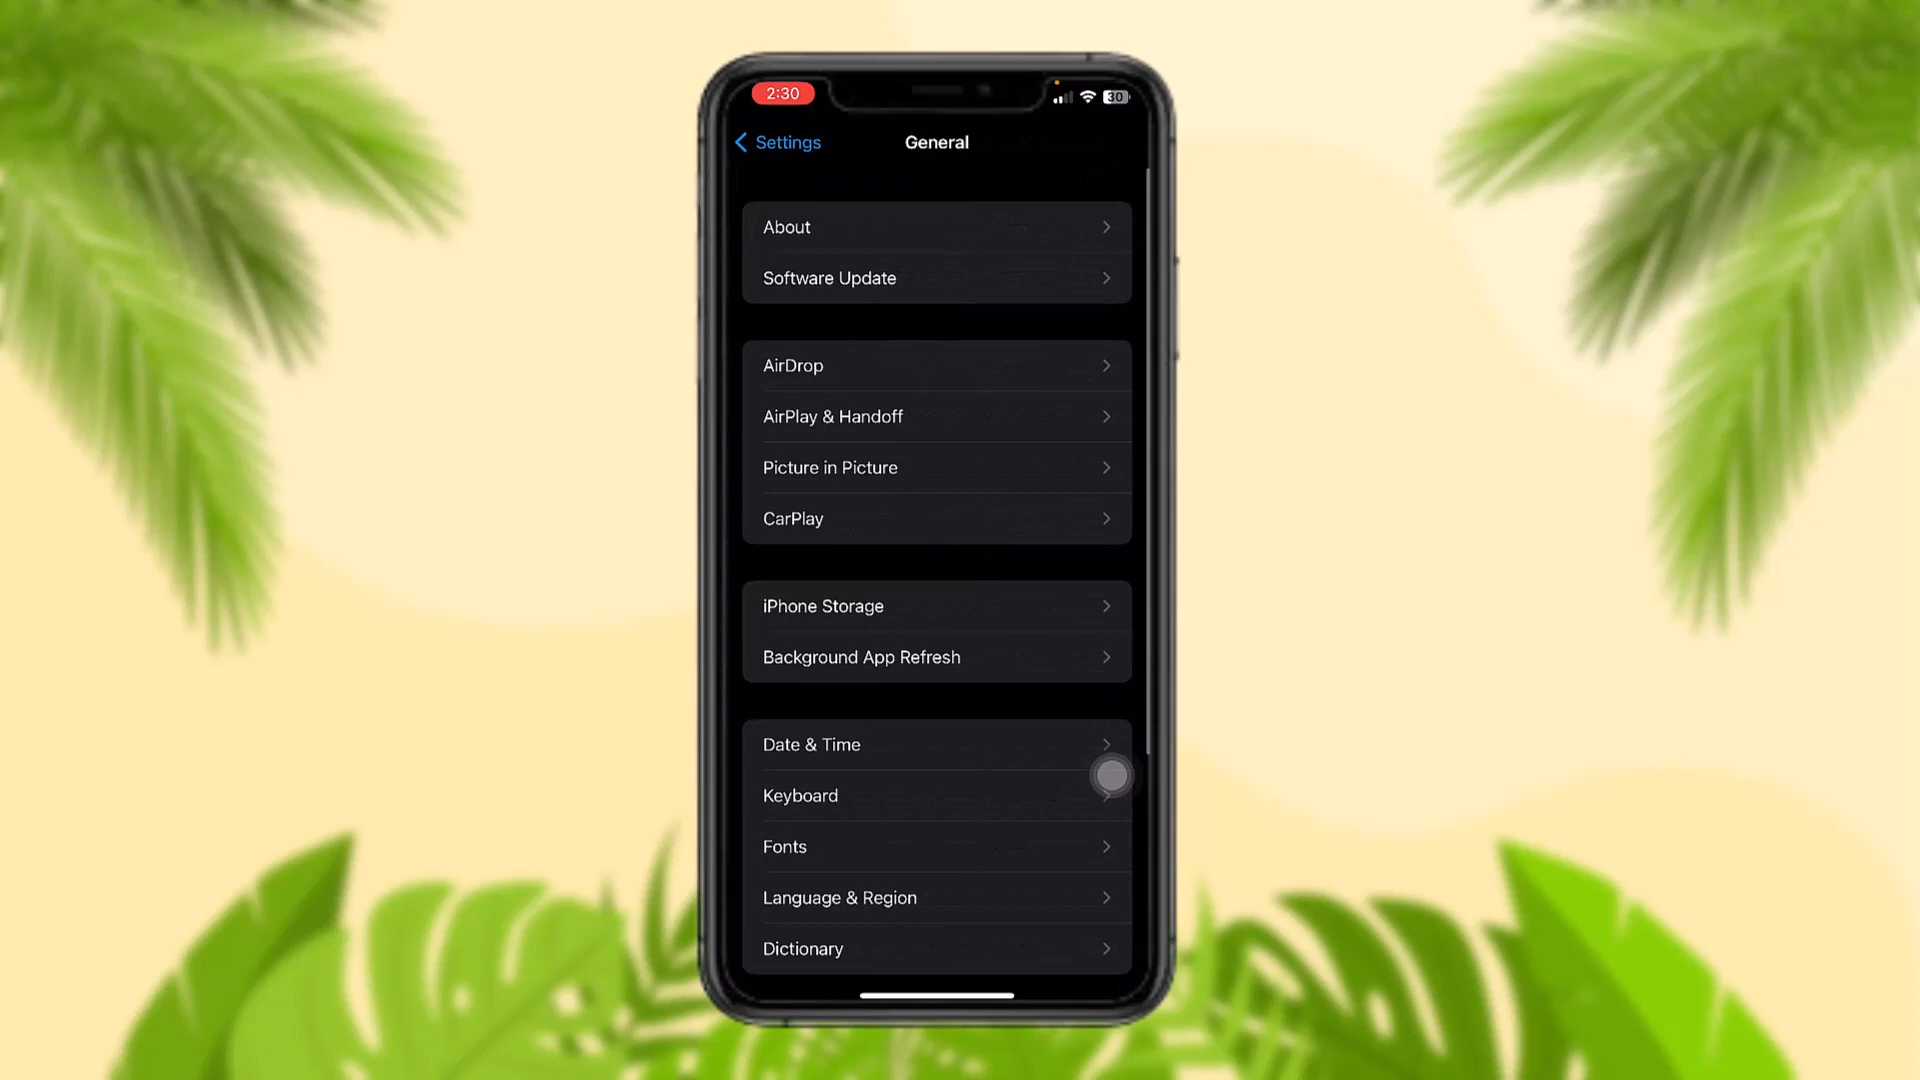 2:30
30
Settings
General
About
Software Update
AirDrop
AirPlay & Handoff
Picture in Picture
CarPlay
iPhone Storage
Background App Refresh
Date & Time
Keyboard
Fonts
Language & Region
Dictionary